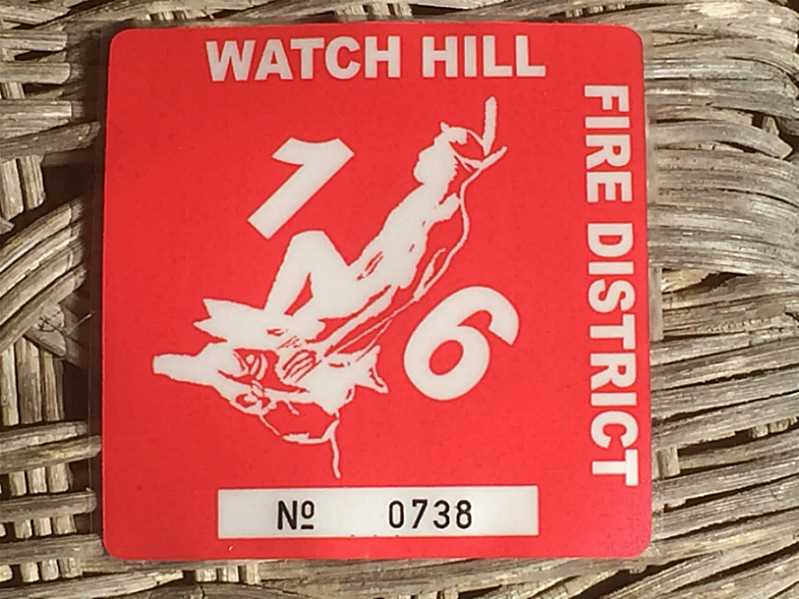 WATCH HILL
FIRE DISTRICT
1
6
Nº 0738